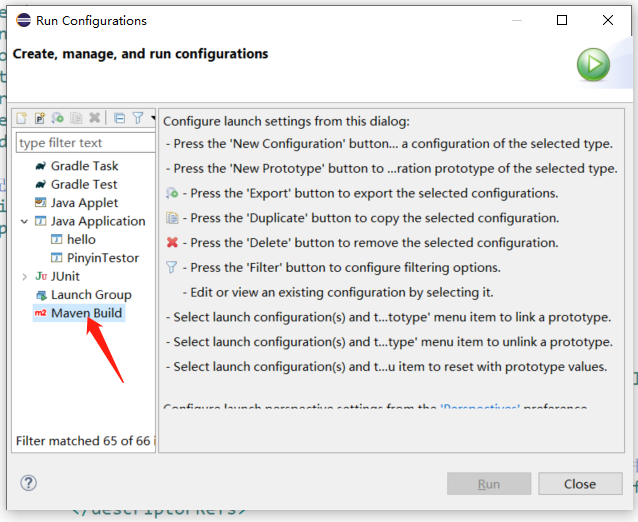 Run Configurations
Create, manage, and run configurations
type filter text
Gradle Task
Gradle Test
Java Applet
Java Application
hello
PinyinTestor
JUnit
Launch Group
m2 Maven Build
Filter matched 65 of 66 i
Configure launch settings from this dialog:
- Press the 'New Configuration' button... a configuration of the selected type.
- Press the 'New Prototype' button to ...ration prototype of the selected type.
- Press the 'Export' button to export the selected configurations.
- Press the 'Duplicate' button to copy the selected configuration.
- Press the 'Delete' button to remove the selected configuration.
- Press the 'Filter' button to configure filtering options.
- Edit or view an existing configuration by selecting it.
- Select launch configuration(s) and t...totype' menu item to link a prototype.
- Select launch configuration(s) and t...type' menu item to unlink a prototype.
- Select launch configuration(s) and t...u item to reset with prototype values.
Configure launch perspective settings from the 'Perspectives' preference
Run
Close
</descriptorRefs>